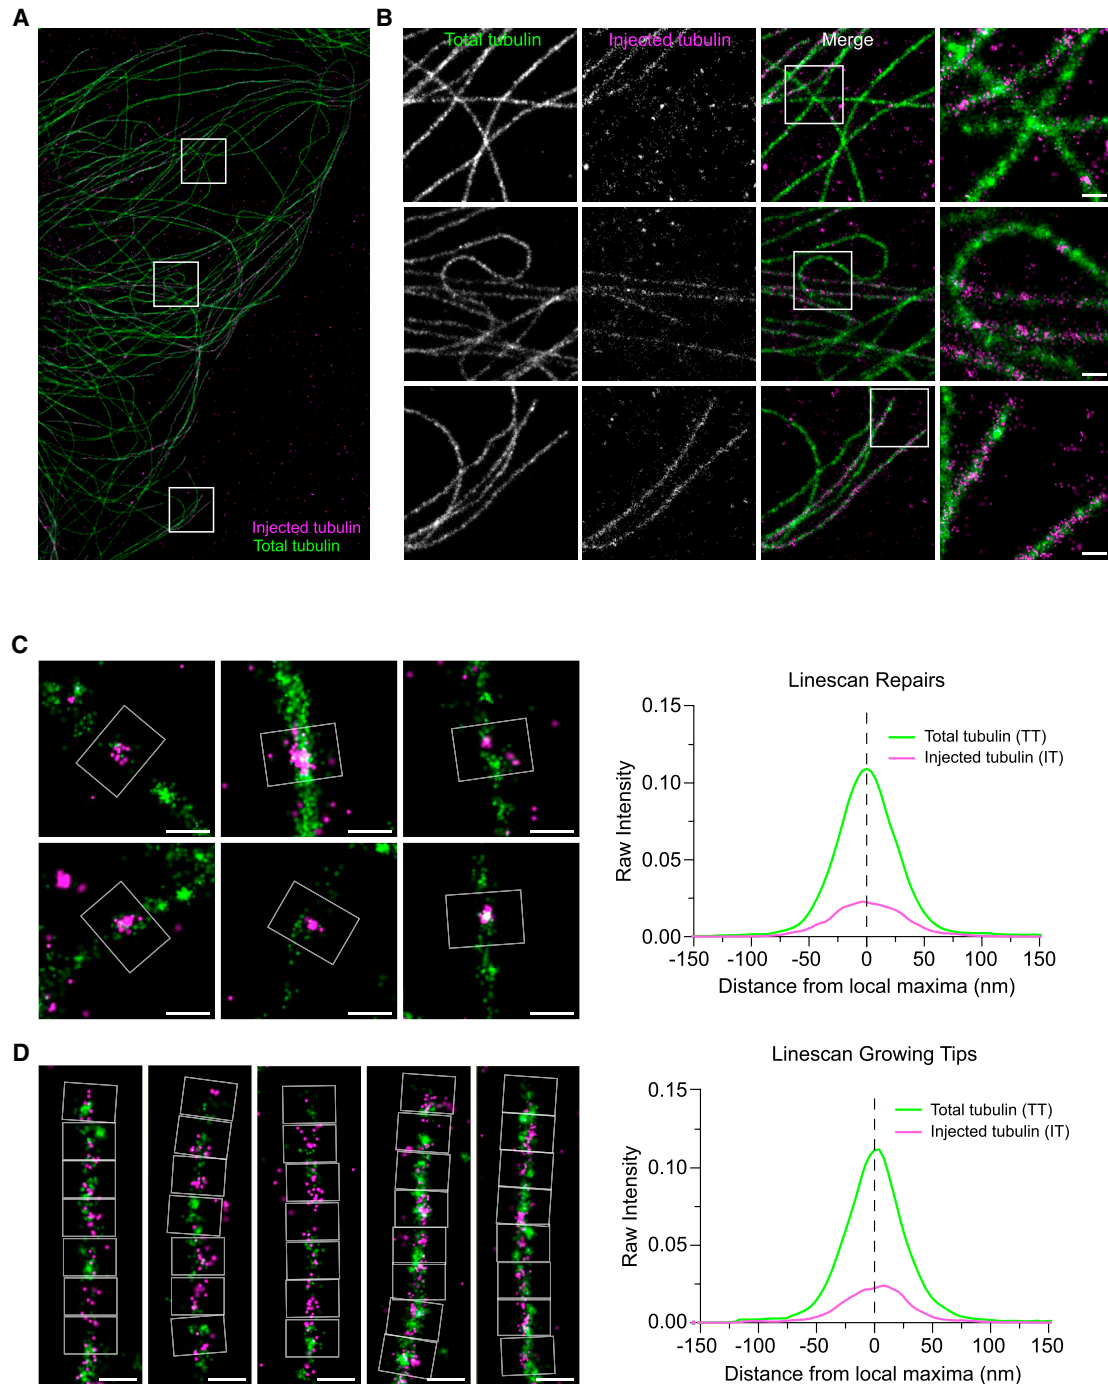 A
Injected tubulin
Total tubulin
B
Total tubulin
Injected tubulin
Merge
C
Linescan Repairs
0.15
0.10
0.05
0.00
Raw Intensity
Total tubulin (TT)
Injected tubulin (IT)
-150 -100 -50 0 50 100 150
Distance from local maxima (nm)
D
Linescan Growing Tips
0.15
0.10
0.05
0.00
Raw Intensity
Total tubulin (TT)
Injected tubulin (IT)
-150 -100 -50 0 50 100 150
Distance from local maxima (nm)